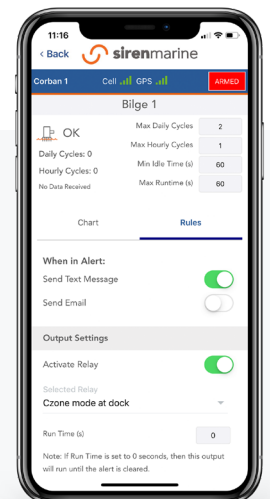 11:16
< Back sirenmarine
Corban 1 Cell GPS ARMED
Bilge 1
OK
Daily Cycles: 0
Hourly Cycles: 0
No Data Received
Max Daily Cycles 2
Max Hourly Cycles 1
Min Idle Time (s) 60
Max Runtime (s) 60
Chart Rules
When in Alert:
Send Text Message
Send Email
Output Settings
Activate Relay
Selected Relay
Czone mode at dock
Run Time (s) 0
Note: If Run Time is set to 0 seconds, then this output
will run until the alert is cleared.